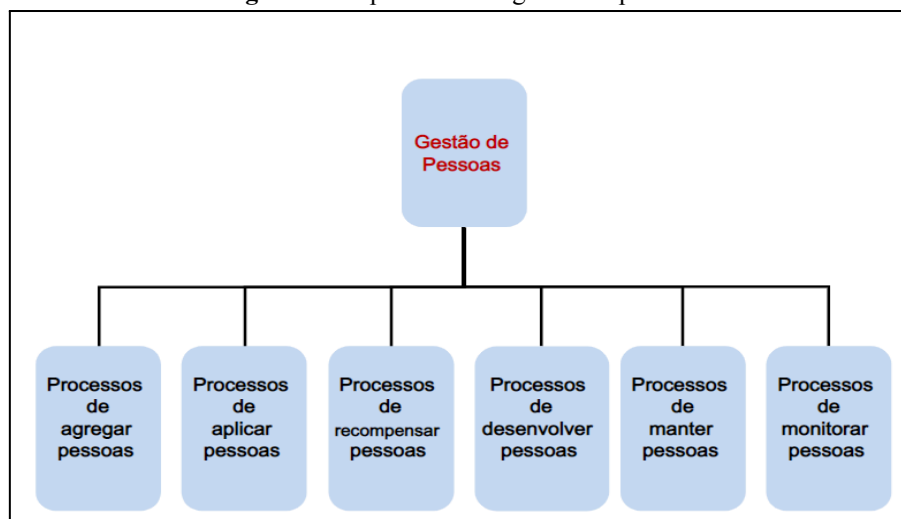 Gestão de
Pessoas
Processos
de
agregar
pessoas
Processos
de
aplicar
pessoas
Processos
de
recompensar
pessoas
Processos
de
desenvolver
pessoas
Processos
de
manter
pessoas
Processos
de
monitorar
pessoas